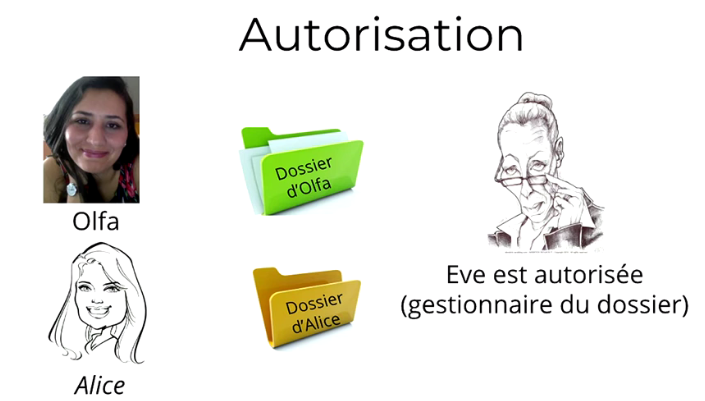 Autorisation
Dossier
d'Olfa
Olfa
Eve est autorisée
(gestionnaire du dossier)
Dossier
d'Alice
Alice